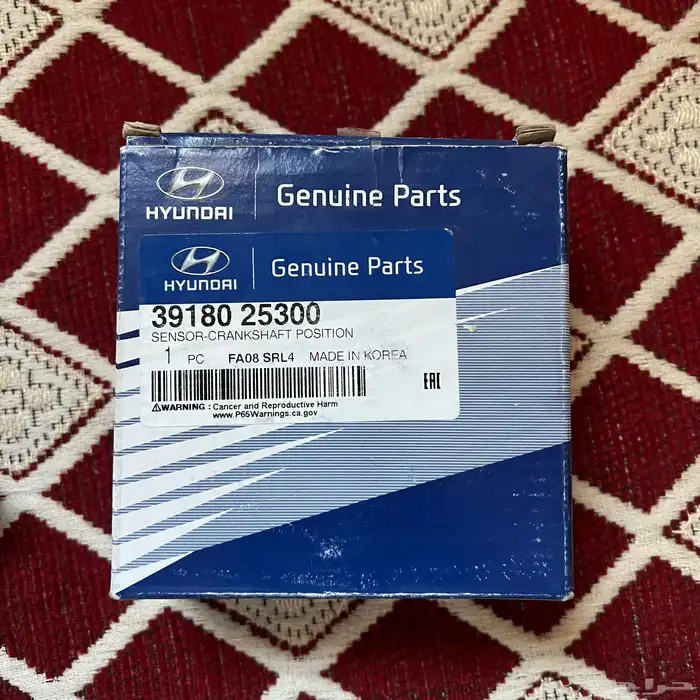 HYUNDAI Genuine Parts
HYUNDAI Genuine Parts
39180 25300
SENSOR-CRANKSHAFT POSITION
1 PC FA08 SRL4 MADE IN KOREA
EAC
WARNING : Cancer and Reproductive Harm
www.P65Warnings.ca.gov
حراج